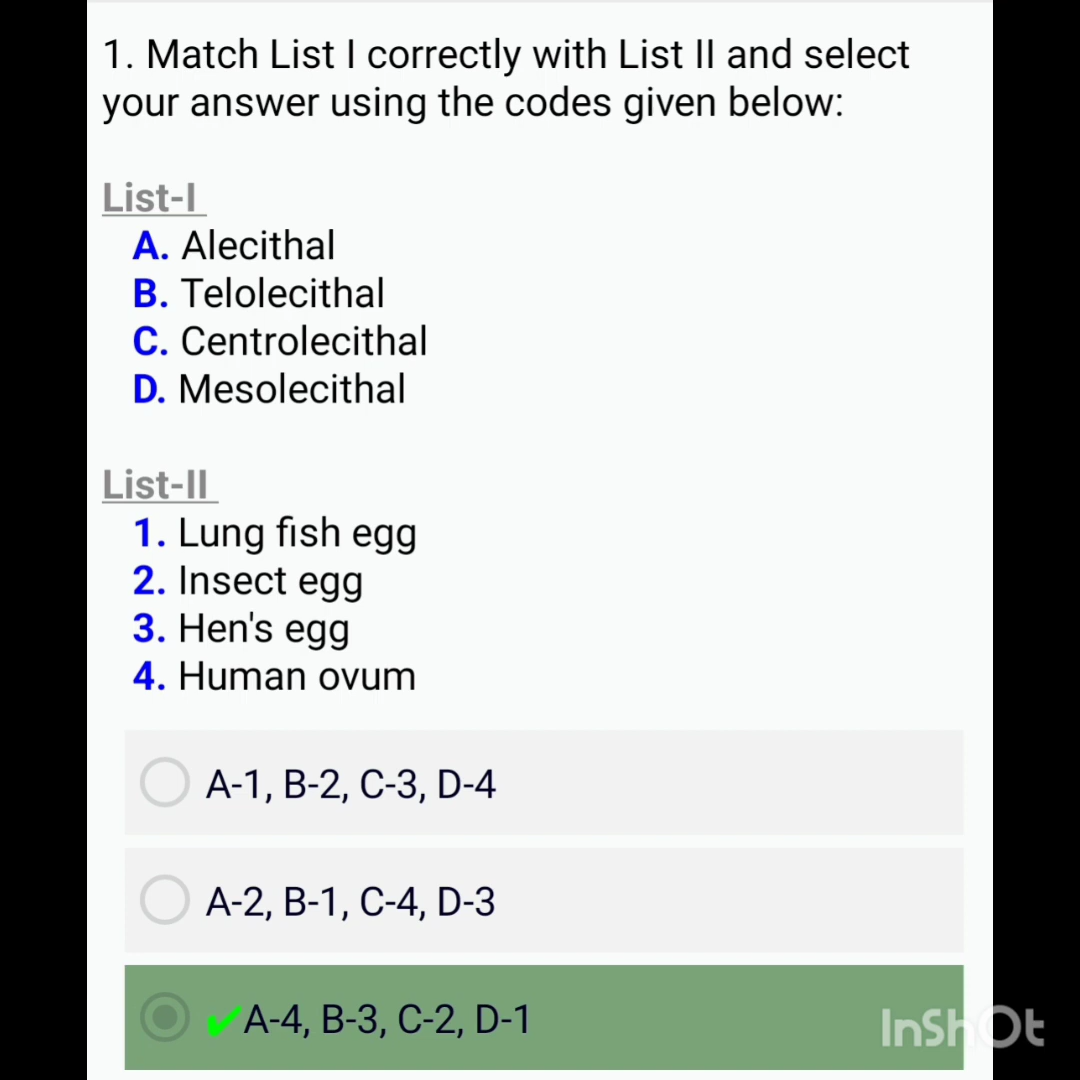 1. Match List I correctly with List II and select
your answer using the codes given below:
List-I
A. Alecithal
B. Telolecithal
C. Centrolecithal
D. Mesolecithal
List-II
1. Lung fish egg
2. Insect egg
3. Hen's egg
4. Human ovum
A-1, B-2, C-3, D-4
A-2, B-1, C-4, D-3
✔A-4, B-3, C-2, D-1
InShOt